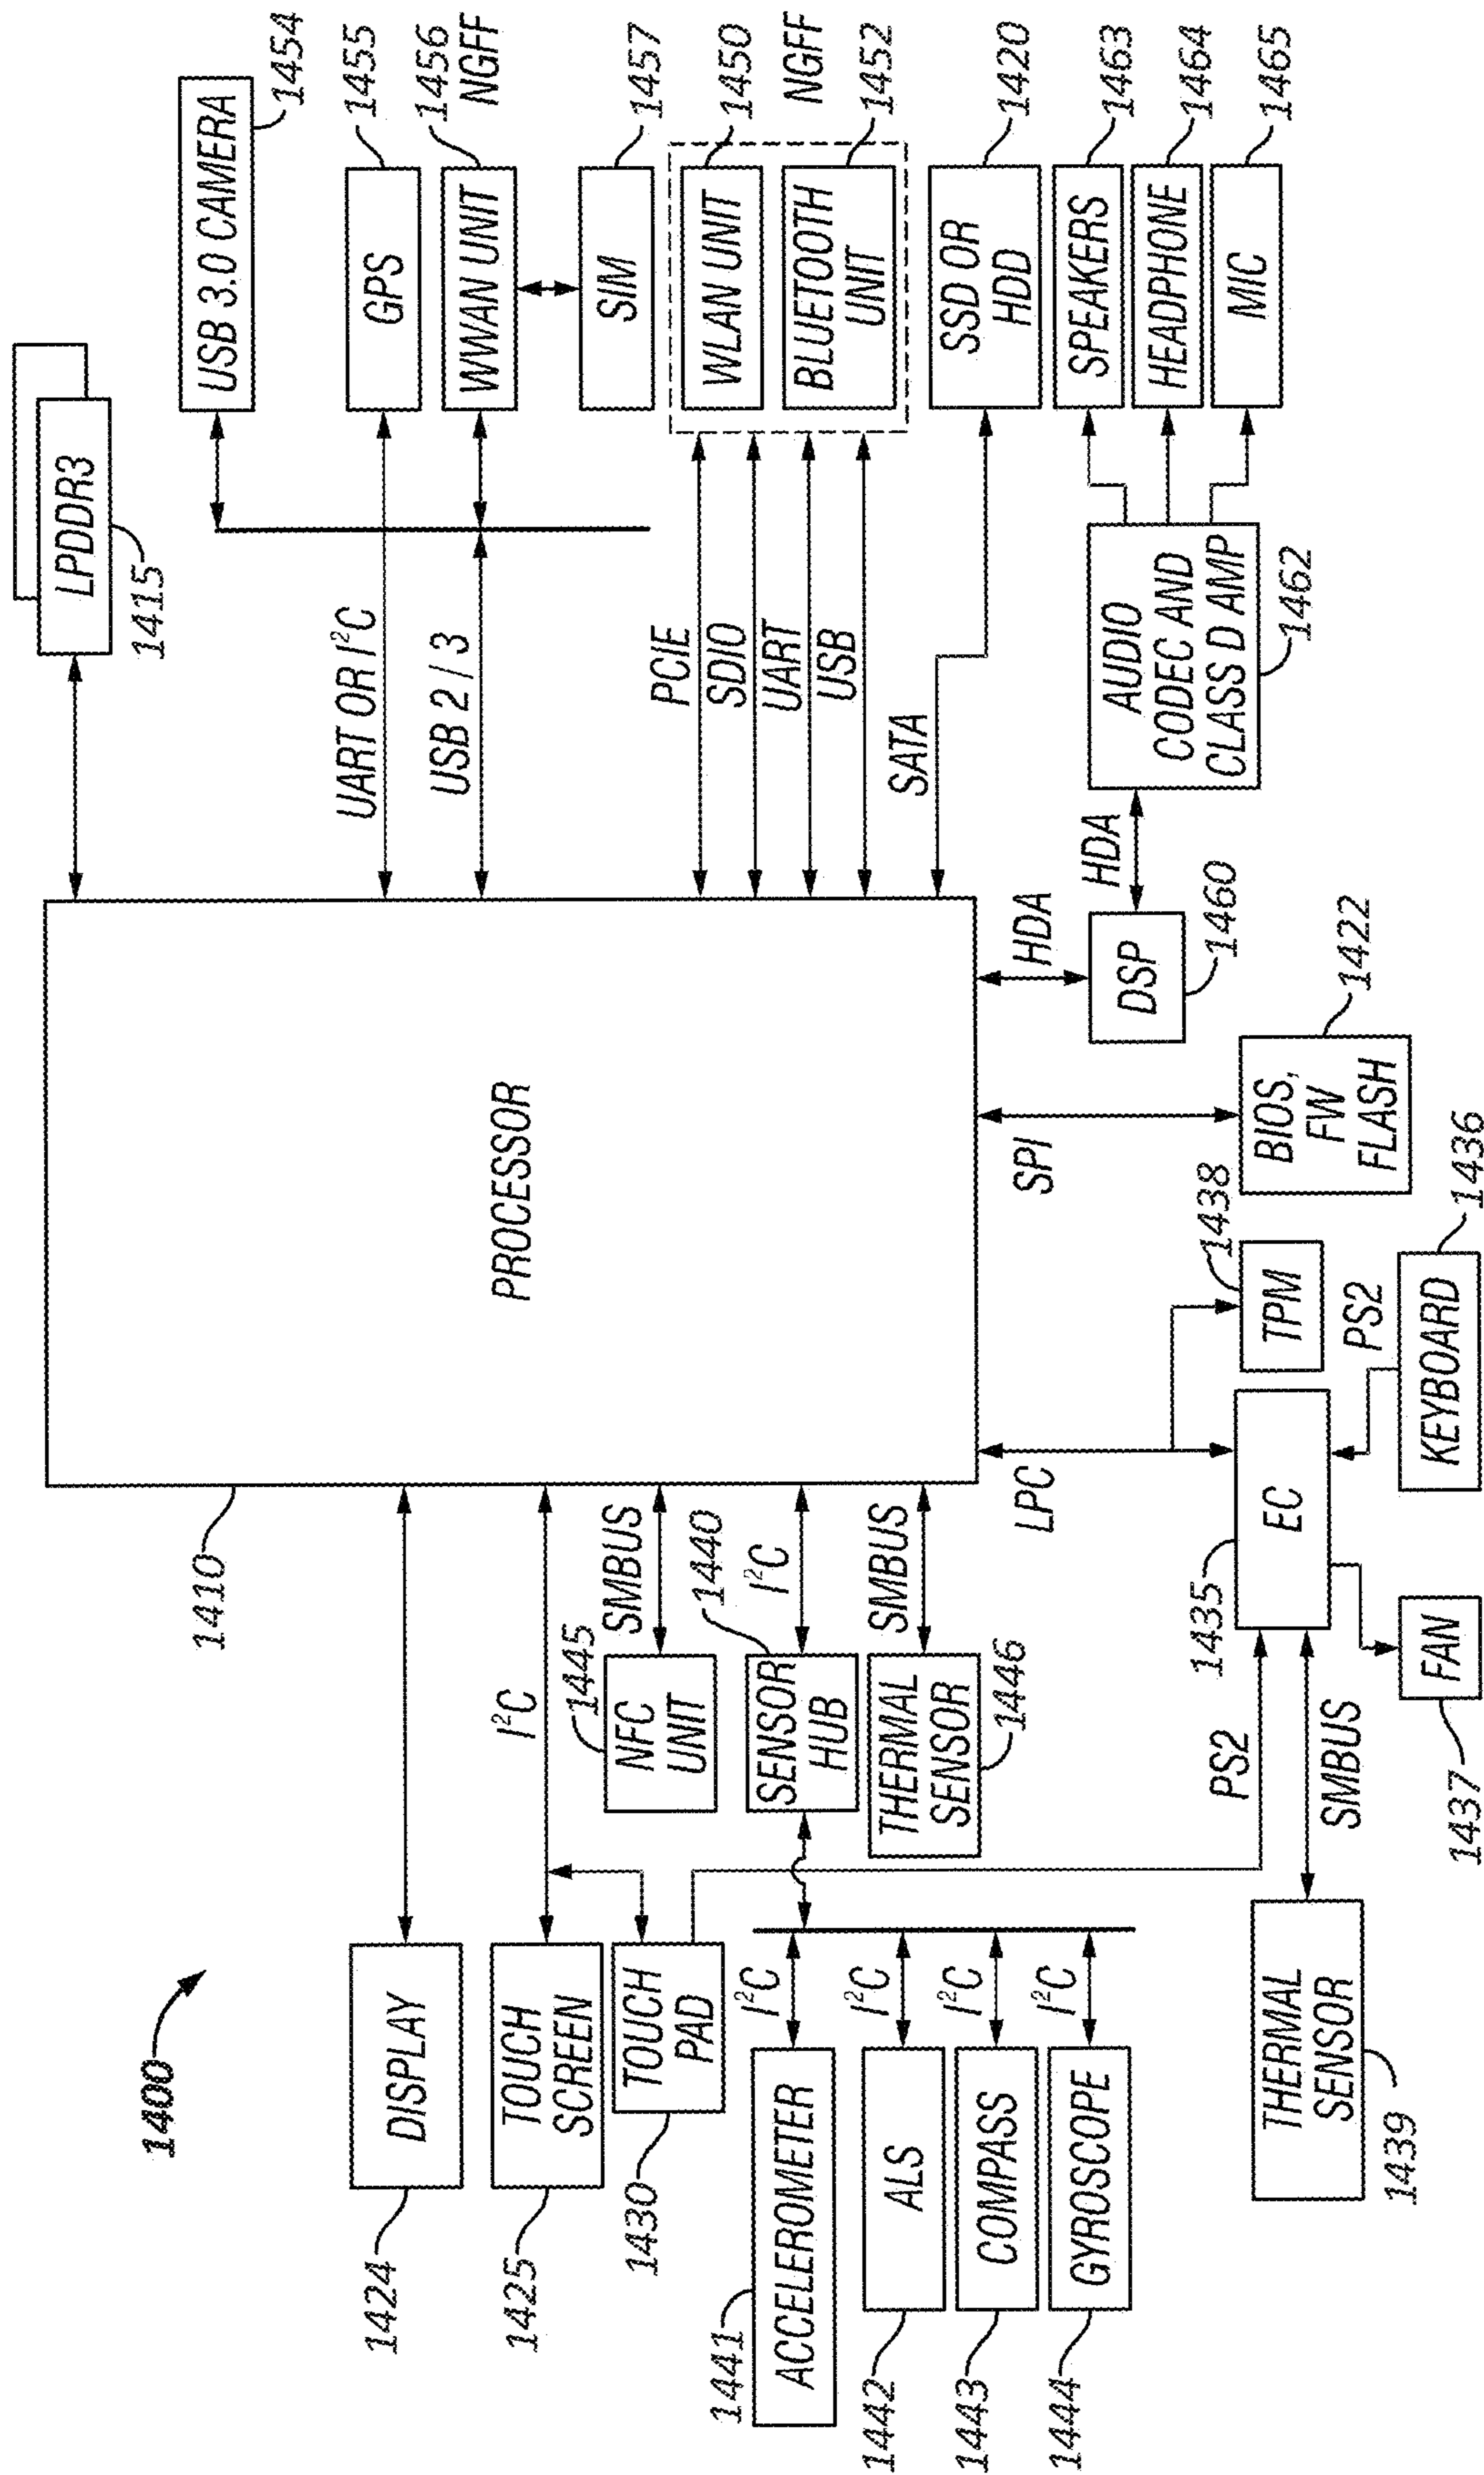 1400
LPDDR3
1415
USB 3.0 CAMERA
1454
DISPLAY
1424
PROCESSOR
1410
UART OR I²C
GPS
1455
USB 2 / 3
WWAN UNIT
1456
NGFF
SIM
1457
TOUCH
SCREEN
1425
I²C
TOUCH
PAD
1430
NFC
UNIT
1445
SMBUS
SENSOR
HUB
1440
I²C
THERMAL
SENSOR
1446
SMBUS
ACCELEROMETER
1441
I²C
ALS
1442
I²C
COMPASS
1443
I²C
GYROSCOPE
1444
I²C
PCIE
SDIO
UART
USB
WLAN UNIT
1450
NGFF
BLUETOOTH
UNIT
1452
SATA
SSD OR
HDD
1420
HDA
DSP
1460
HDA
AUDIO
CODEC AND
CLASS D AMP
1462
SPEAKERS
1463
HEADPHONE
1464
MIC
1465
LPC
SPI
BIOS,
FW
FLASH
1422
TPM
1438
EC
1435
PS2
SMBUS
THERMAL
SENSOR
1439
FAN
1437
PS2
KEYBOARD
1436